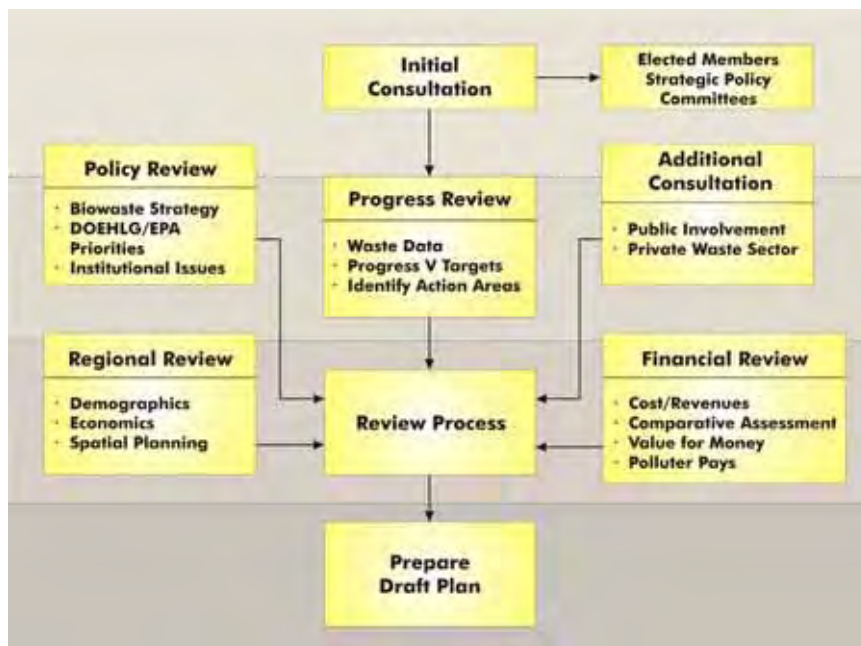 Initial
Consultation
Elected Members
Strategic Policy
Committees
Policy Review
· Biowaste Strategy
· DOEHLG/EPA
Priorities
· Institutional Issues
Progress Review
· Waste Data
· Progress V Targets
· Identify Action Areas
Additional
Consultation
· Public Involvement
· Private Waste Sector
Regional Review
· Demographics
· Economics
· Spatial Planning
Review Process
Financial Review
· Cost/Revenues
· Comparative Assessment
· Value for Money
· Polluter Pays
Prepare
Draft Plan